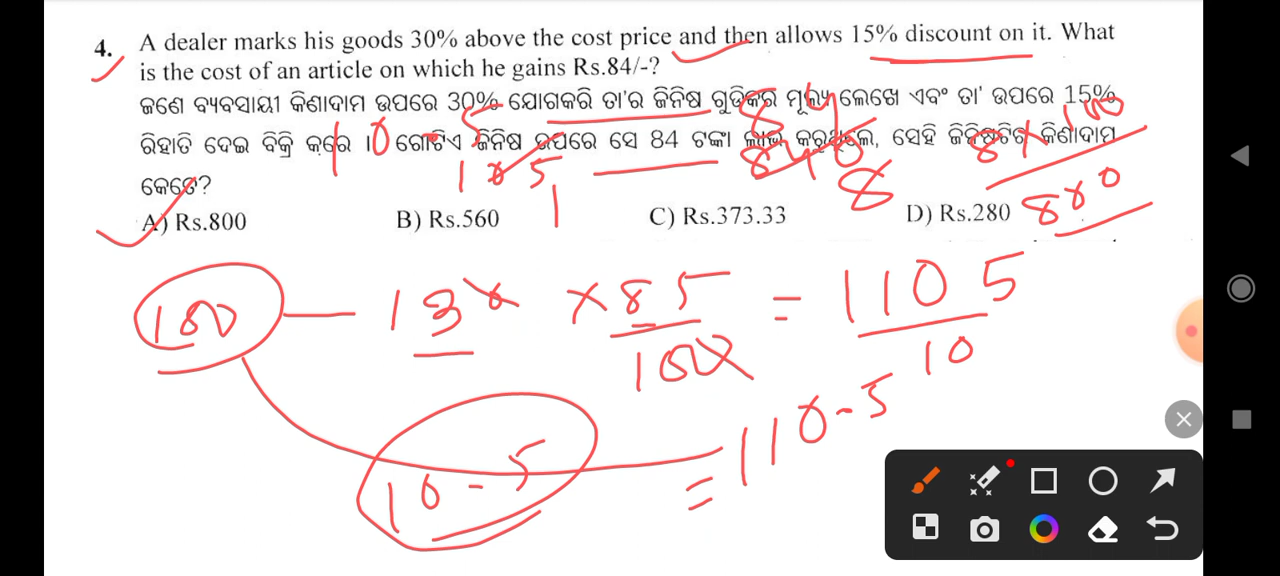 4. A dealer marks his goods 30% above the cost price and then allows 15% discount on it. What
is the cost of an article on which he gains Rs.84/-?
ଜଣେ ବ୍ୟବସାୟୀ କିଣାଦାମ ଉପରେ 30% ଯୋଗକରି ତା'ର ଜିନିଷ ଗୁଡିକର ମୂଲ୍ୟ ଲେଖେ ଏବଂ ତା' ଉପରେ 15%
ରିହାତି ଦେଇ ବିକ୍ରି କରେ । ଗୋଟିଏ ଜିନିଷ ଉପରେ ସେ 84 ଟଙ୍କା ଲାଭ କରୁଥିଲେ, ସେହି ଜିନିଷଟିର କିଣାଦାମ
କେତେ?
A) Rs.800 B) Rs.560 C) Rs.373.33 D) Rs.280
100 — 130 × 85/100 = 1105/10
10-5 = 110-5